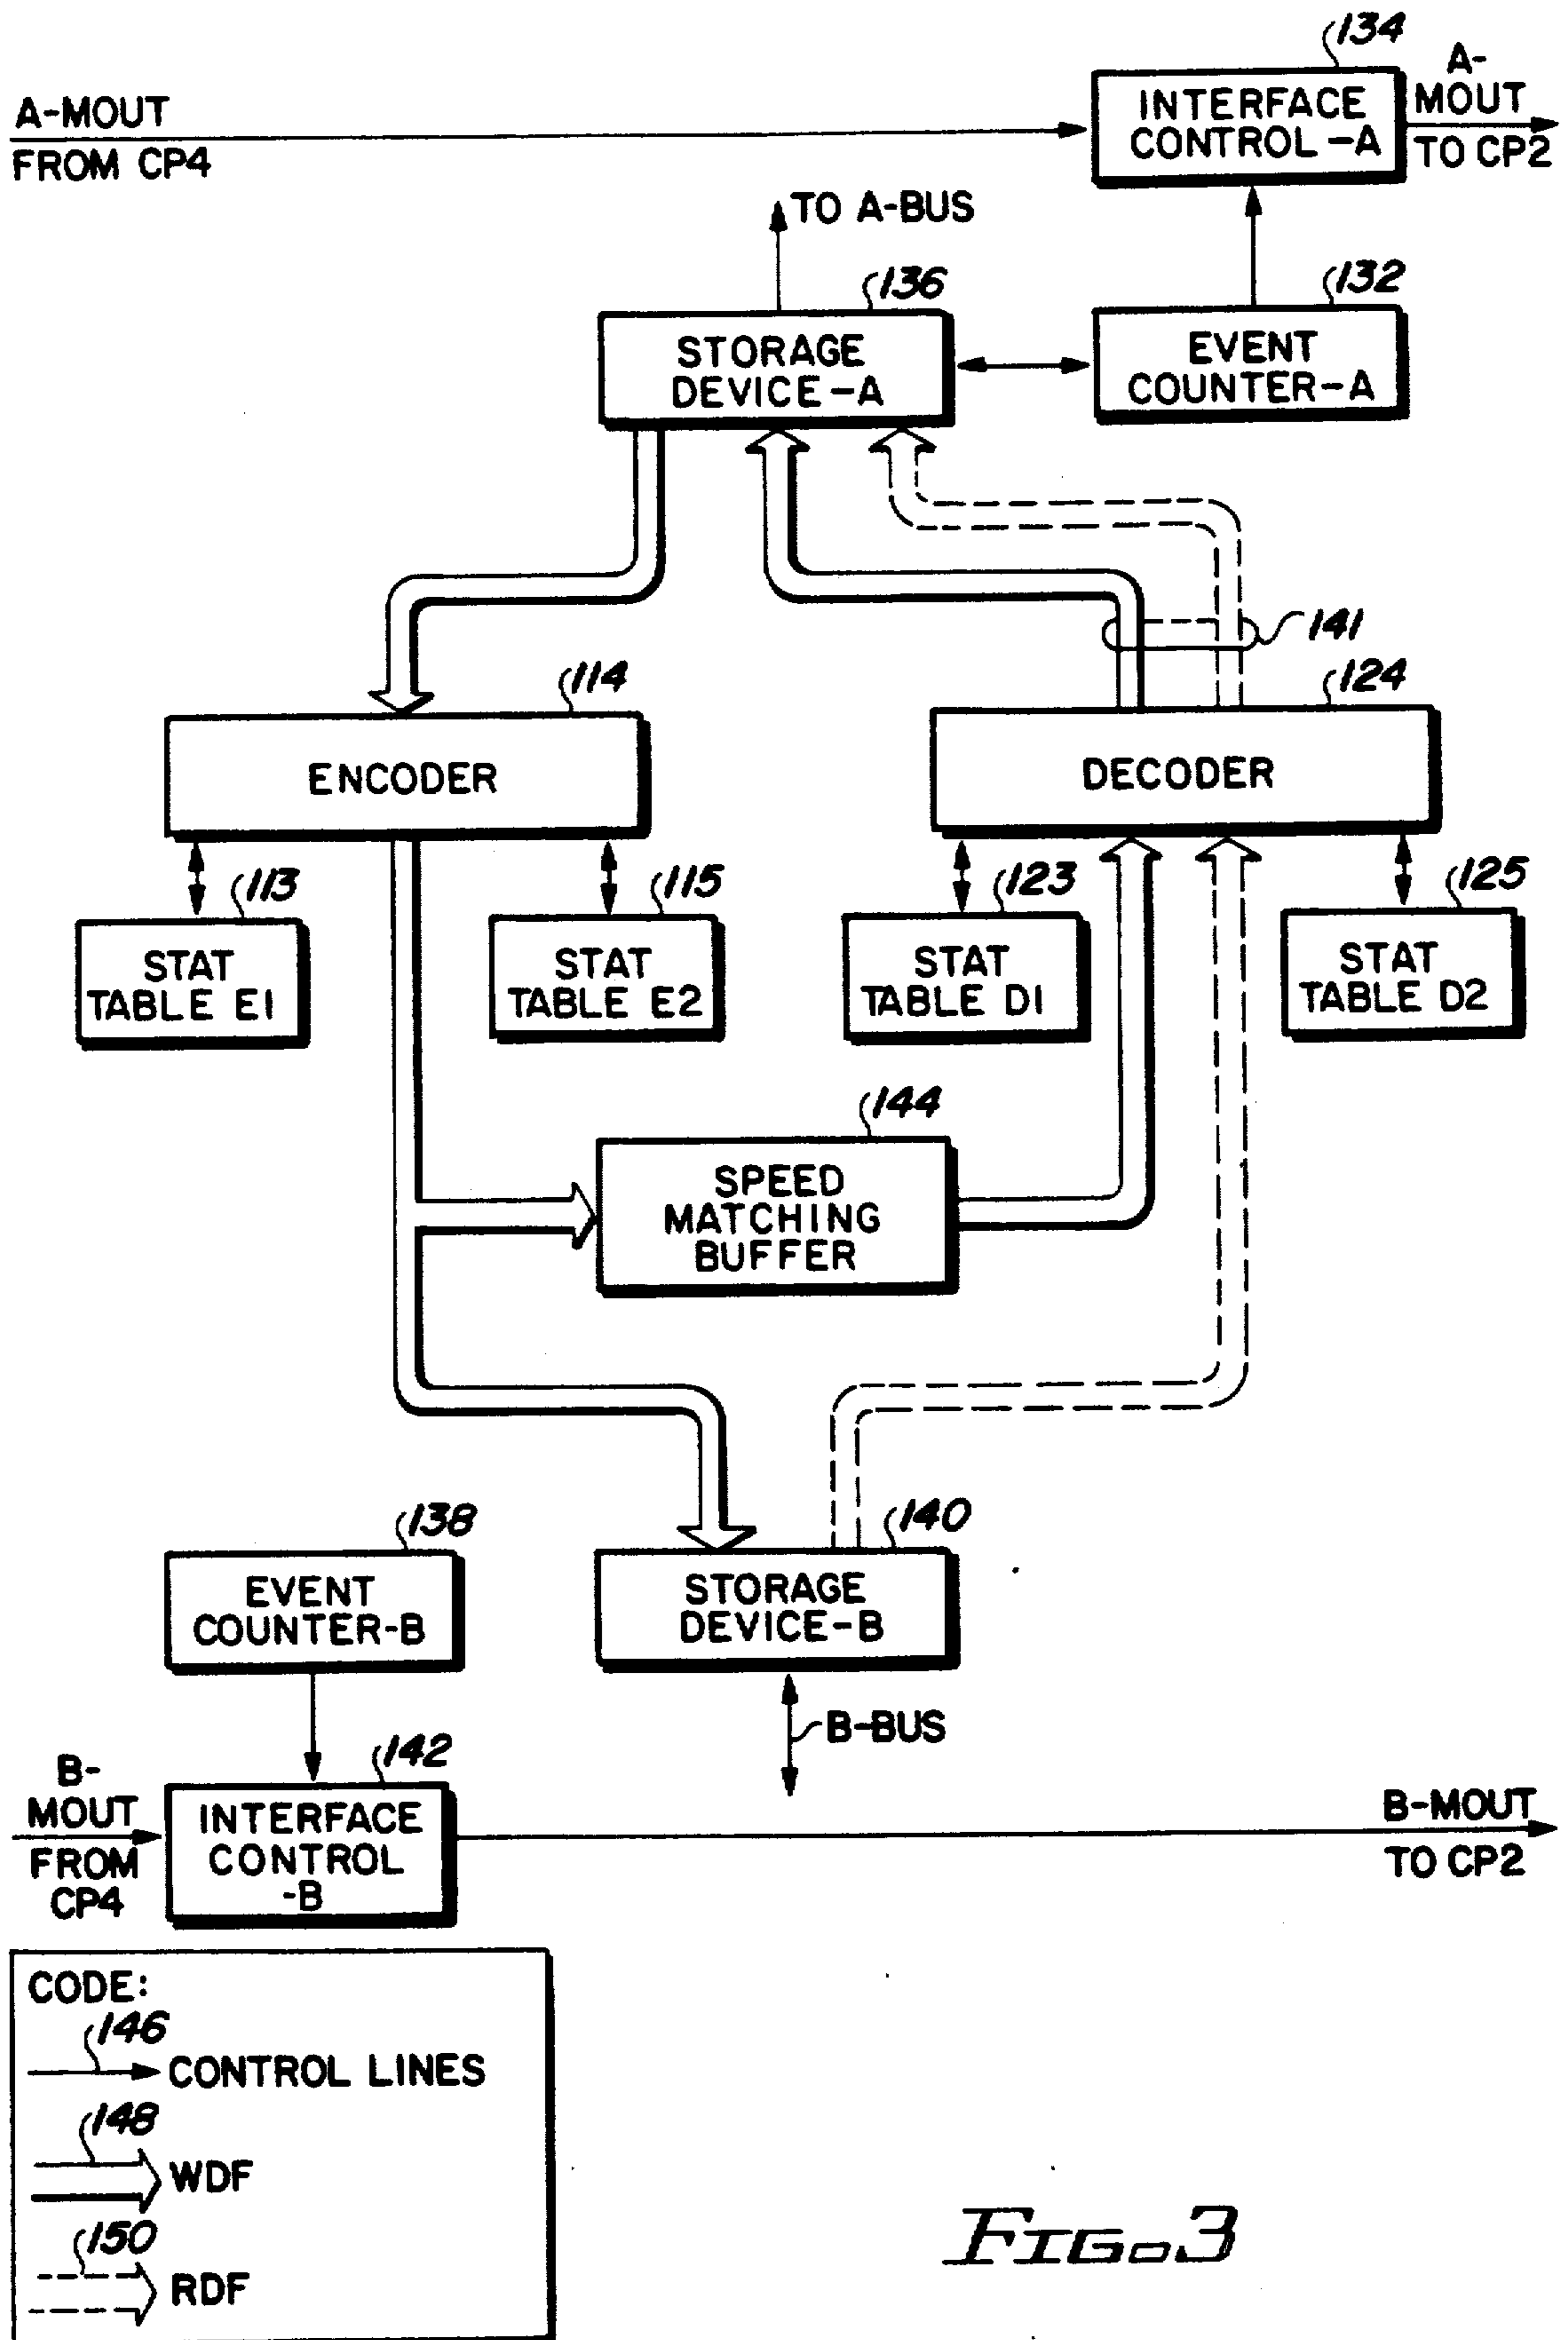 134
A-MOUT
FROM CP4
INTERFACE
CONTROL-A
A-
MOUT
TO CP2
TO A-BUS
136
132
STORAGE
DEVICE-A
EVENT
COUNTER-A
141
114
124
ENCODER
DECODER
113
115
123
125
STAT
TABLE E1
STAT
TABLE E2
STAT
TABLE D1
STAT
TABLE D2
144
SPEED
MATCHING
BUFFER
138
140
EVENT
COUNTER-B
STORAGE
DEVICE-B
B-BUS
142
B-
MOUT
FROM
CP4
INTERFACE
CONTROL
-B
B-MOUT
TO CP2
CODE:
146
CONTROL LINES
148
WDF
150
RDF
FIG. 3